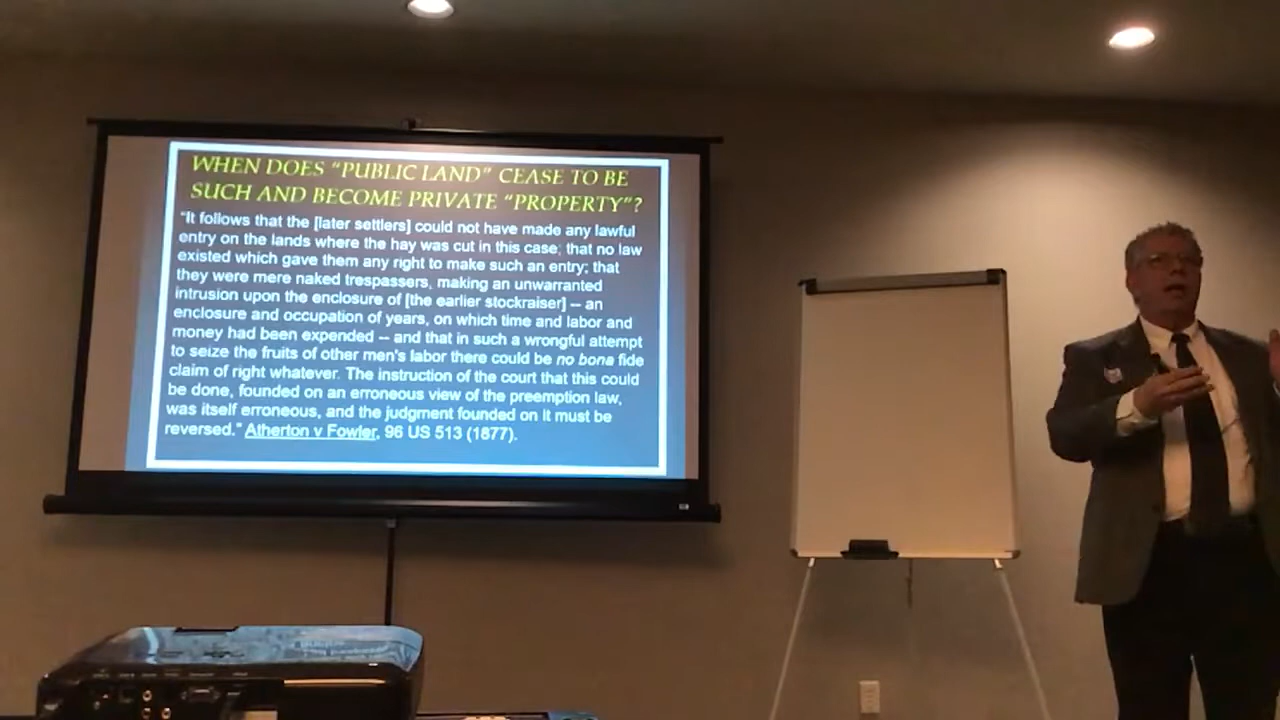 WHEN DOES “PUBLIC LAND” CEASE TO BE
SUCH AND BECOME PRIVATE “PROPERTY”?
“It follows that the [later settlers] could not have made any lawful
entry on the lands where the hay was cut in this case; that no law
existed which gave them any right to make such an entry; that
they were mere naked trespassers, making an unwarranted
intrusion upon the enclosure of [the earlier stockraiser] -- an
enclosure and occupation of years, on which time and labor and
money had been expended -- and that in such a wrongful attempt
to seize the fruits of other men's labor there could be no bona fide
claim of right whatever. The instruction of the court that this could
be done, founded on an erroneous view of the preemption law,
was itself erroneous, and the judgment founded on it must be
reversed.” Atherton v Fowler, 96 US 513 (1877).